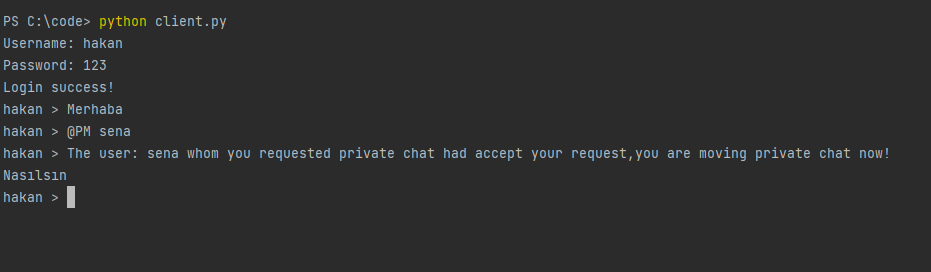 PS C:\code> python client.py
Username: hakan
Password: 123
Login success!
hakan > Merhaba
hakan > @PM sena
hakan > The user: sena whom you requested private chat had accept your request,you are moving private chat now!
Nasılsın
hakan >